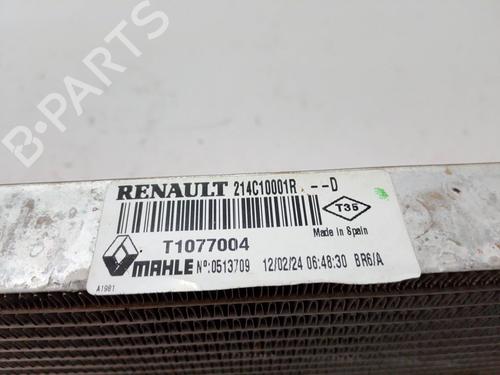 B-PARTS
RENAULT 214C10001R --D
T35
Made in Spain
T1077004
MAHLE Nº:0513709 12/02/24 06:48:30 BR6/A
A1981